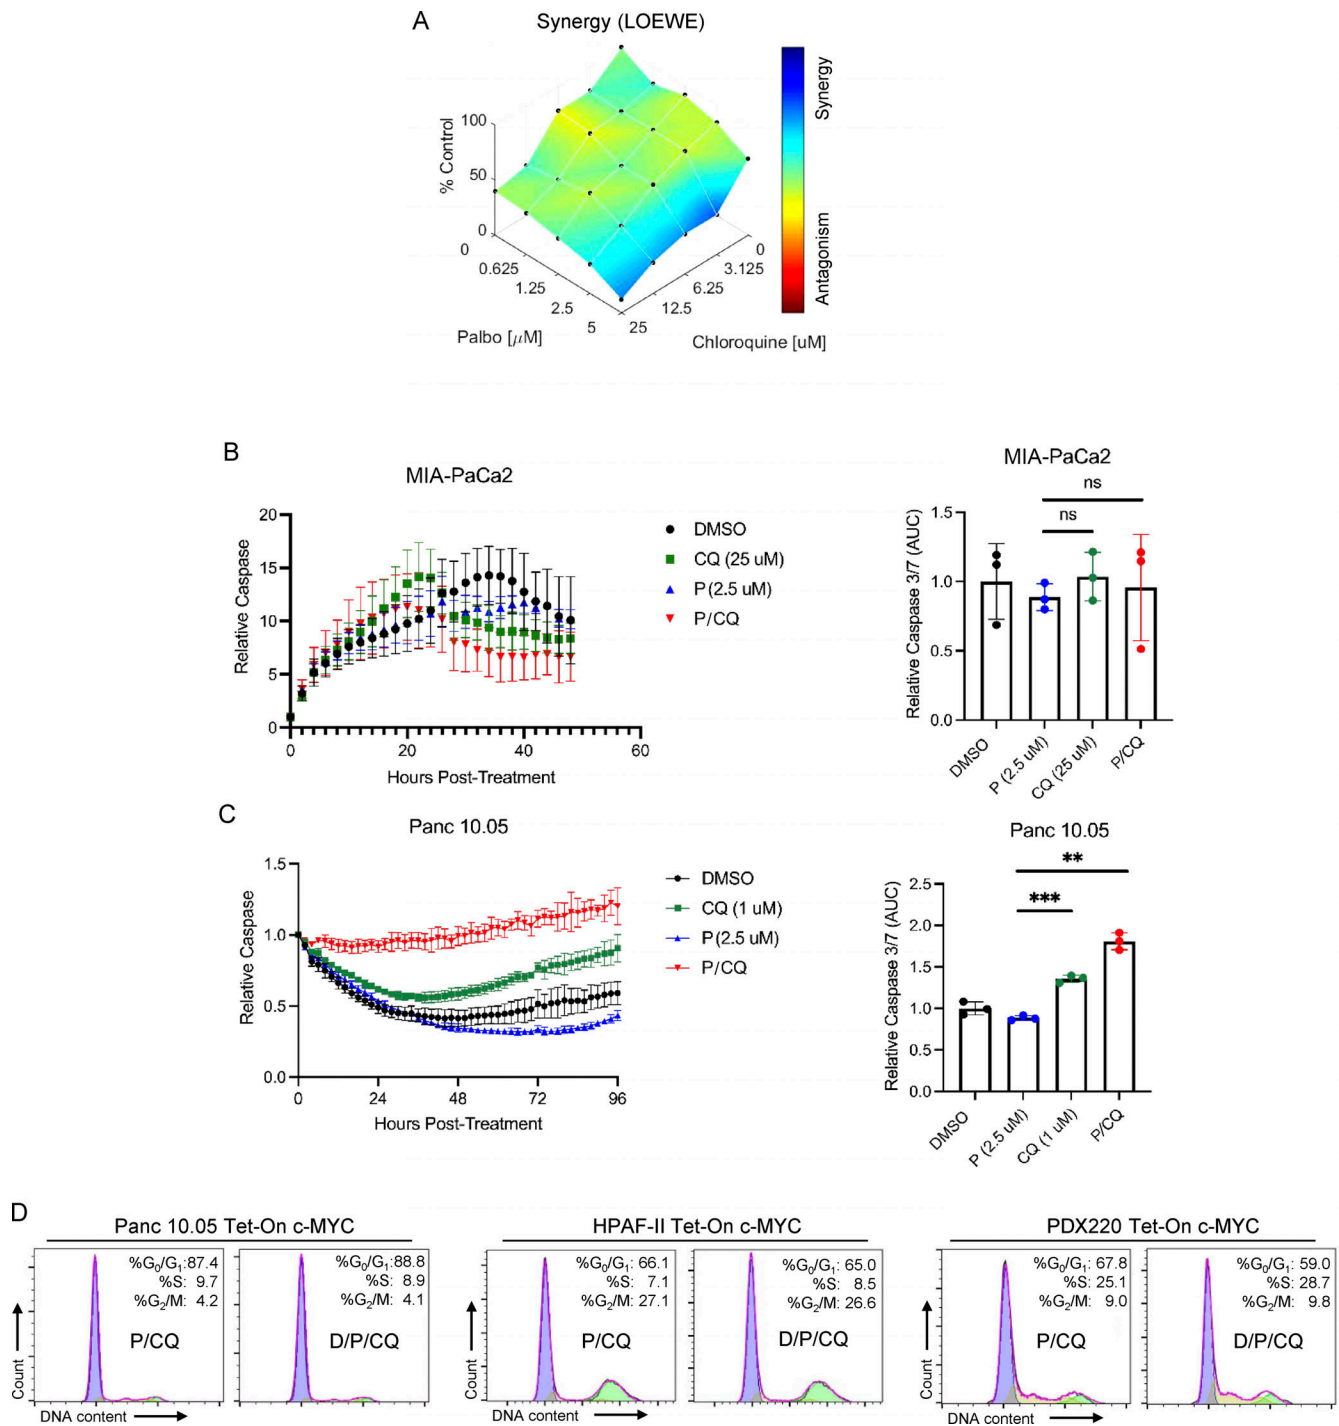 A
Synergy (LOEWE)
% Control
100
50
0
0
0.625
1.25
2.5
5
Palbo [μM]
25
12.5
6.25
3.125
0
Chloroquine [uM]
Synergy
Antagonism
B
MIA-PaCa2
Relative Caspase
20
15
10
5
0
0
20
40
60
Hours Post-Treatment
DMSO
CQ (25 uM)
P (2.5 uM)
P/CQ
MIA-PaCa2
ns
ns
Relative Caspase 3/7 (AUC)
1.5
1.0
0.5
0.0
DMSO
P (2.5 uM)
CQ (25 uM)
P/CQ
C
Panc 10.05
Relative Caspase
1.5
1.0
0.5
0.0
0
24
48
72
96
Hours Post-Treatment
DMSO
CQ (1 uM)
P (2.5 uM)
P/CQ
Panc 10.05
**
***
Relative Caspase 3/7 (AUC)
2.5
2.0
1.5
1.0
0.5
0.0
DMSO
P (2.5 uM)
CQ (1 uM)
P/CQ
D
Panc 10.05 Tet-On c-MYC
%G₀/G₁:87.4
%S: 9.7
%G₂/M: 4.2
P/CQ
%G₀/G₁:88.8
%S: 8.9
%G₂/M: 4.1
D/P/CQ
Count
DNA content
HPAF-II Tet-On c-MYC
%G₀/G₁: 66.1
%S: 7.1
%G₂/M: 27.1
P/CQ
%G₀/G₁: 65.0
%S: 8.5
%G₂/M: 26.6
D/P/CQ
Count
DNA content
PDX220 Tet-On c-MYC
%G₀/G₁: 67.8
%S: 25.1
%G₂/M: 9.0
P/CQ
%G₀/G₁: 59.0
%S: 28.7
%G₂/M: 9.8
D/P/CQ
Count
DNA content